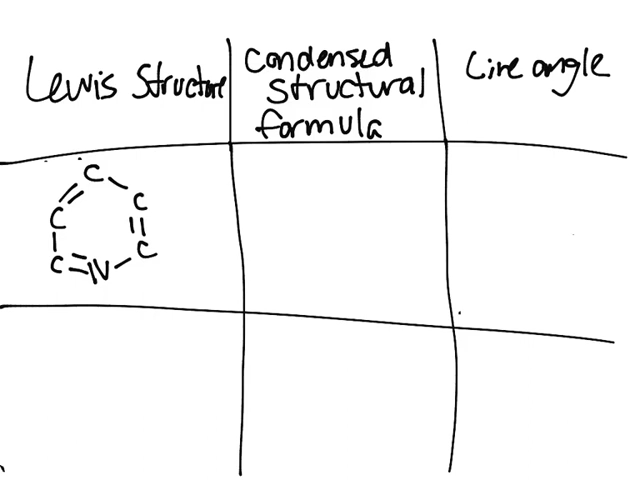 Lewis Structure
Condensed
structural
formula
Line angle
C
C
C
C
C
N